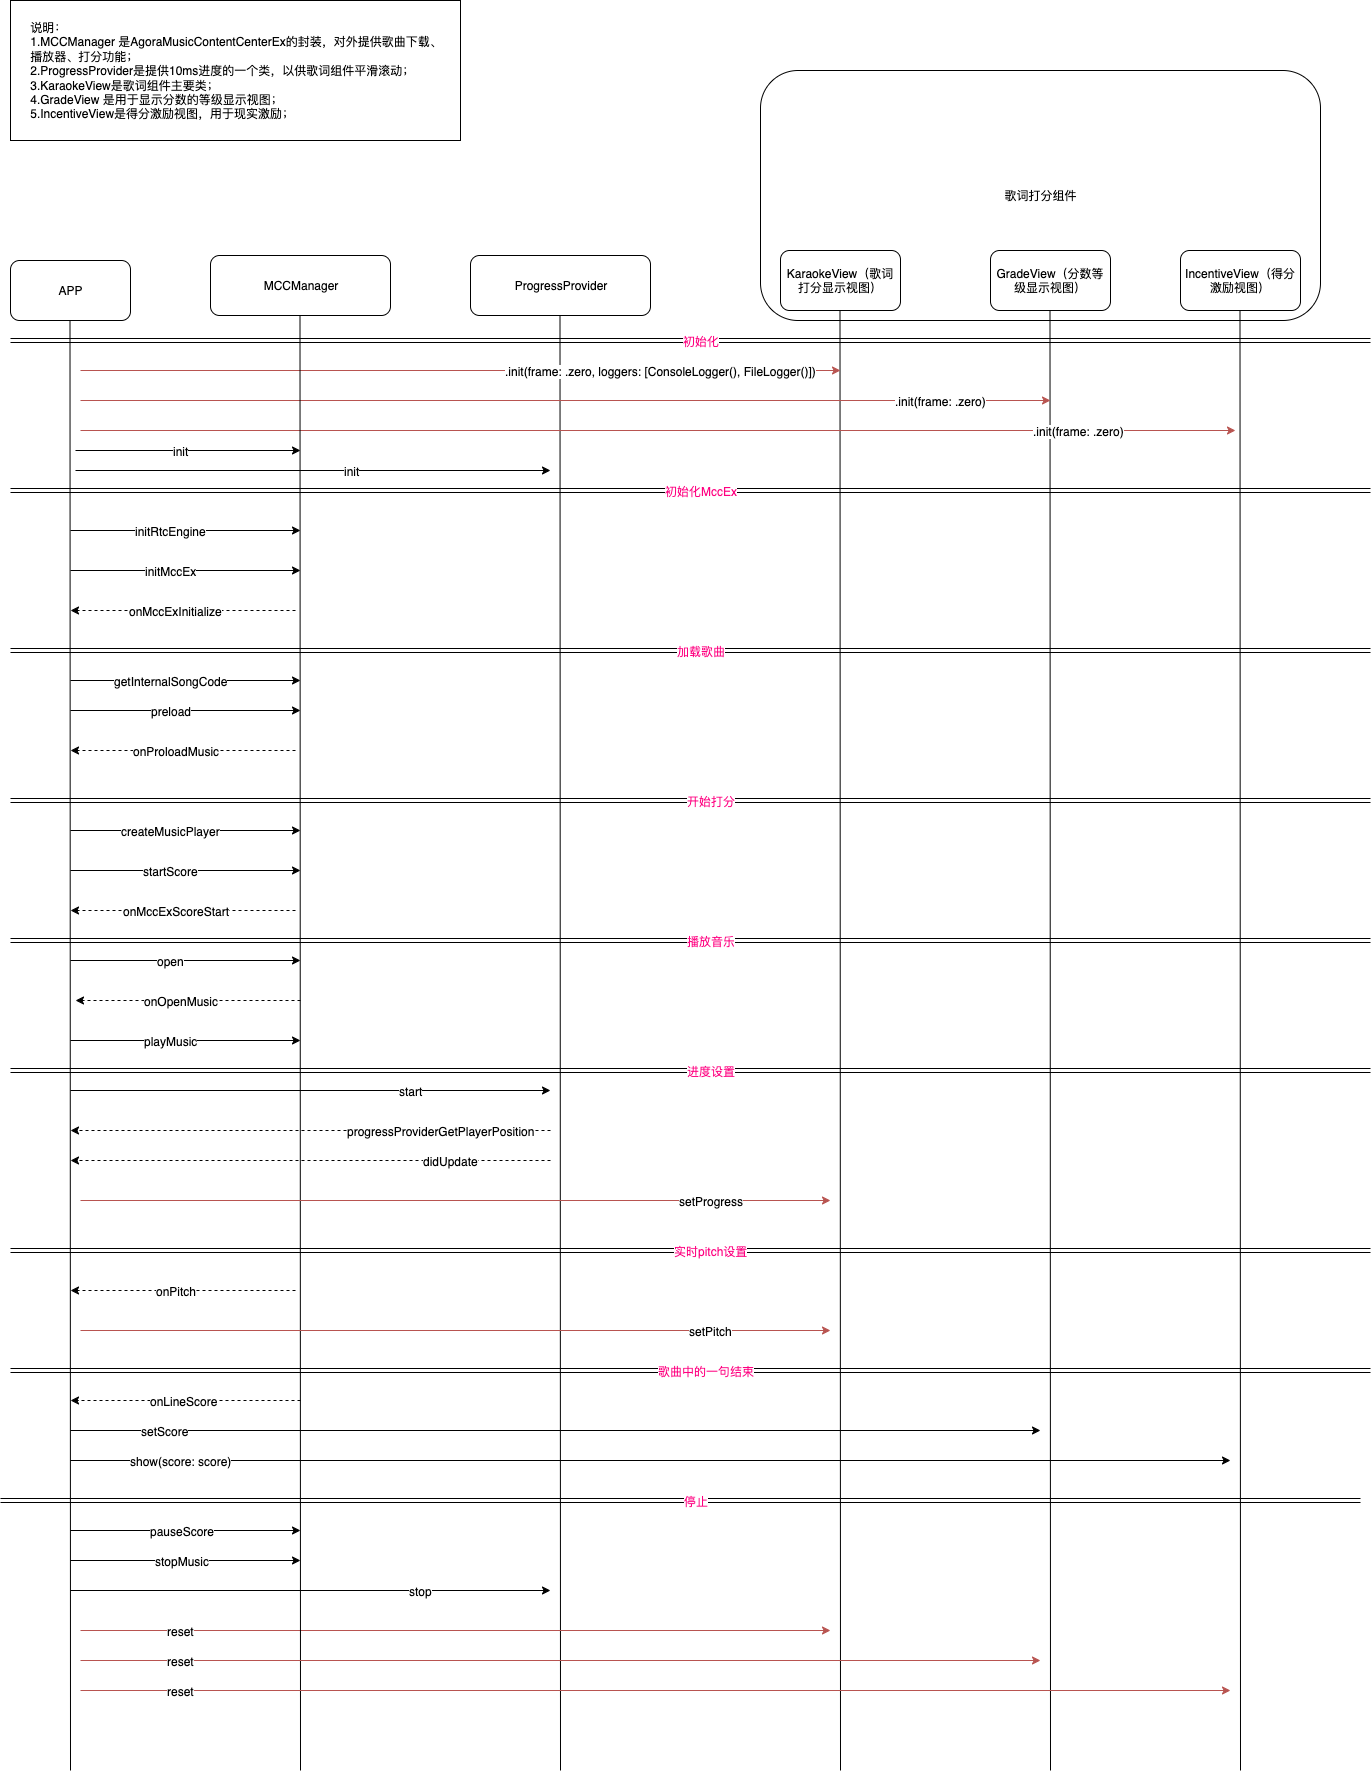 说明：
1.MCCManager 是AgoraMusicContentCenterEx的封装，对外提供歌曲下载、
播放器、打分功能；
2.ProgressProvider是提供10ms进度的一个类，以供歌词组件平滑滚动；
3.KaraokeView是歌词组件主要类；
4.GradeView 是用于显示分数的等级显示视图；
5.IncentiveView是得分激励视图，用于现实激励；
歌词打分组件
APP
MCCManager
ProgressProvider
KaraokeView（歌词
打分显示视图）
GradeView（分数等
级显示视图）
IncentiveView（得分
激励视图）
初始化
.init(frame: .zero, loggers: [ConsoleLogger(), FileLogger()])
.init(frame: .zero)
.init(frame: .zero)
init
init
初始化MccEx
initRtcEngine
initMccEx
onMccExInitialize
加载歌曲
getInternalSongCode
preload
onProloadMusic
开始打分
createMusicPlayer
startScore
onMccExScoreStart
播放音乐
open
onOpenMusic
playMusic
进度设置
start
progressProviderGetPlayerPosition
didUpdate
setProgress
实时pitch设置
onPitch
setPitch
歌曲中的一句结束
onLineScore
setScore
show(score: score)
停止
pauseScore
stopMusic
stop
reset
reset
reset